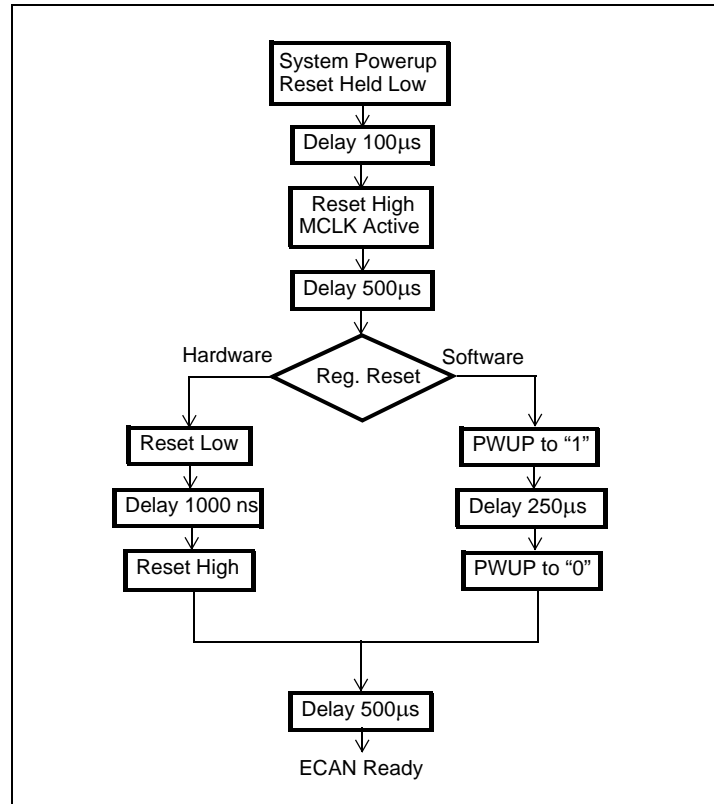 System Powerup
Reset Held Low
Delay 100μs
Reset High
MCLK Active
Delay 500μs
Hardware
Software
Reg. Reset
Reset Low
PWUP to “1”
Delay 1000 ns
Delay 250μs
Reset High
PWUP to “0”
Delay 500μs
ECAN Ready